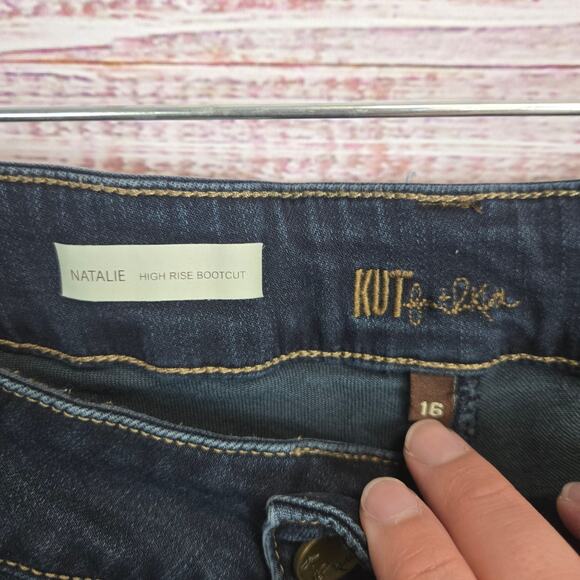 NATALIE HIGH RISE BOOTCUT
KUT from the Kloth
16